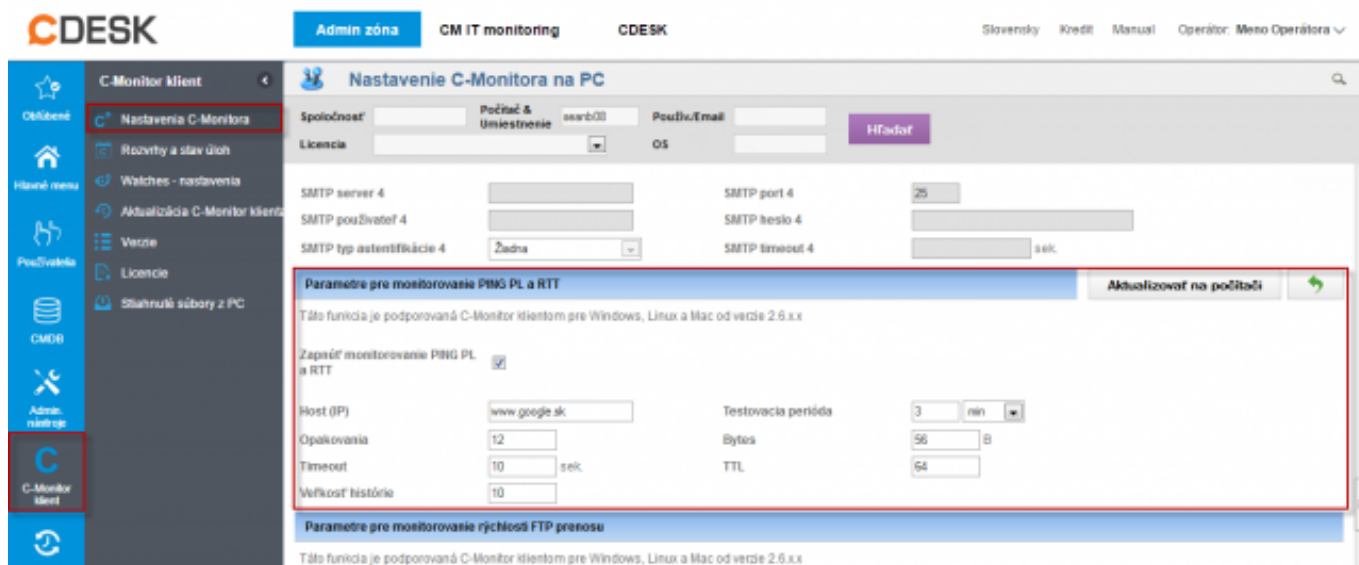 CDESK
Admin zóna CM IT monitoring CDESK Slovensky Kredit Manual Operátor: Meno Operátora
Obľúbené
Hlavné menu
Používatelia
CMDB
Admin. nástroje
C-Monitor klient
C-Monitor klient
Nastavenia C-Monitora
Rozvrhy a stav úloh
Watches - nastavenia
Aktualizácia C-Monitor klienta
Verzie
Licencie
Stiahnuté súbory z PC
Nastavenie C-Monitora na PC
Spoločnosť Počítač & Umiestnenie Použív./Email
Hľadať
Licencia OS
SMTP server 4 SMTP port 4 25
SMTP používateľ 4 SMTP heslo 4
SMTP typ autentifikácie 4 Žiadna SMTP timeout 4 sek.
Parametre pre monitorovanie PING PL a RTT Aktualizovať na počítači
Táto funkcia je podporovaná C-Monitor klientom pre Windows, Linux a Mac od verzie 2.6.x.x
Zapnúť monitorovanie PING PL
a RTT
Host (IP) www.google.sk Testovacia perióda 3 min
Opakovania 12 Bytes 56 B
Timeout 10 sek. TTL 64
Veľkosť histórie 10
Parametre pre monitorovanie rýchlosti FTP prenosu
Táto funkcia je podporovaná C-Monitor klientom pre Windows, Linux a Mac od verzie 2.6.x.x